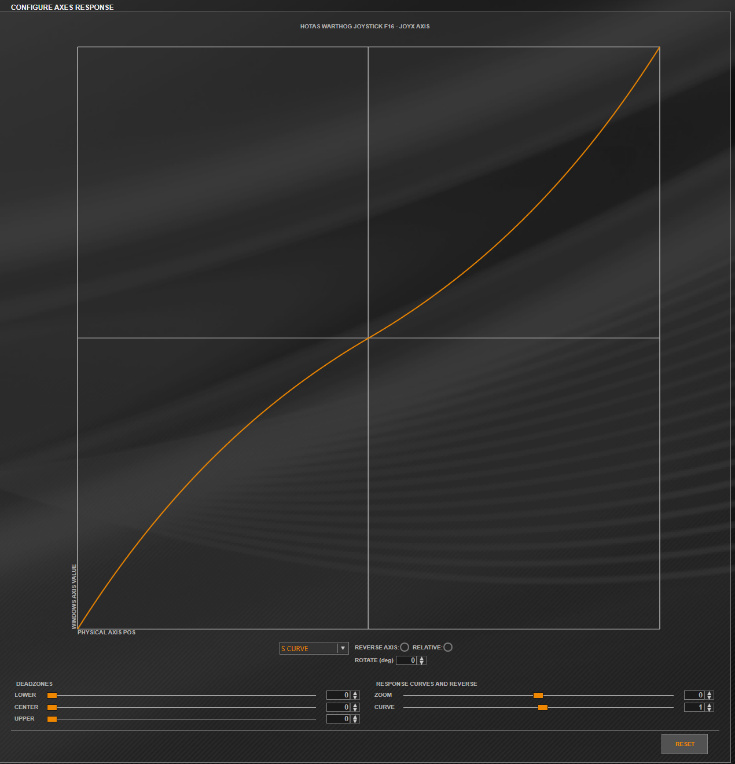 CONFIGURE AXES RESPONSE
HOTAS WARTHOG JOYSTICK F16 - JOYX AXIS
WINDOWS AXIS VALUE
PHYSICAL AXIS POS
S CURVE
REVERSE AXIS:
RELATIVE:
ROTATE (deg) 0
DEADZONES
LOWER 0
CENTER 0
UPPER 0
RESPONSE CURVES AND REVERSE
ZOOM 0
CURVE 1
RESET